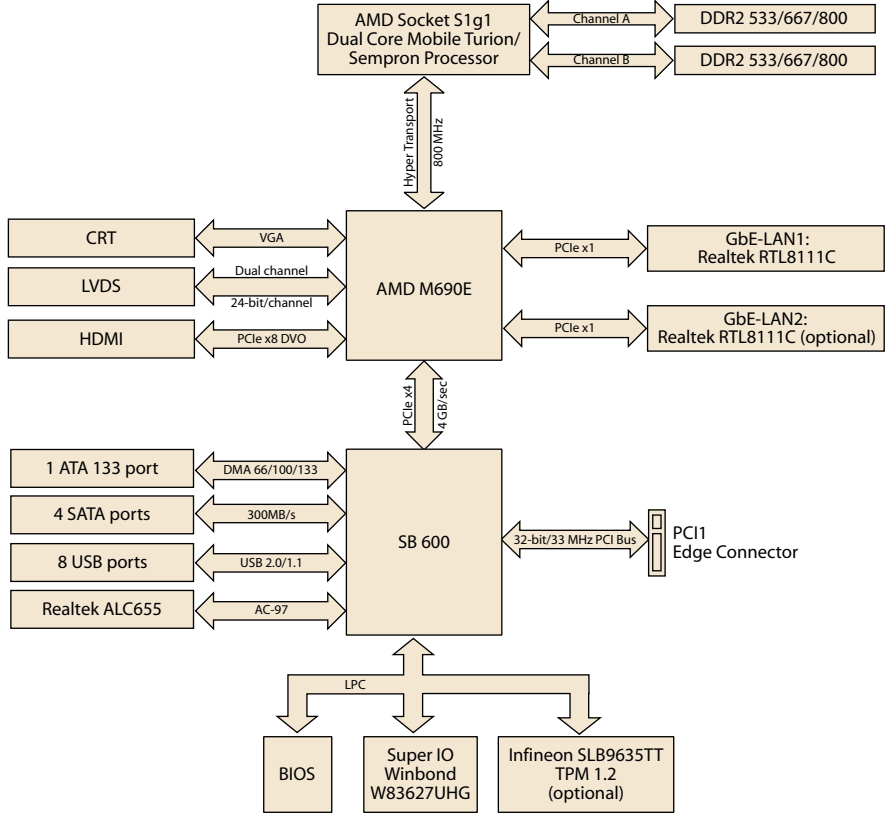 AMD Socket S1g1
Dual Core Mobile Turion/
Sempron Processor
Channel A
DDR2 533/667/800
Channel B
DDR2 533/667/800
Hyper Transport
800 MHz
CRT
VGA
LVDS
Dual channel
24-bit/channel
HDMI
PCIe x8 DVO
AMD M690E
PCIe x1
GbE-LAN1:
Realtek RTL8111C
PCIe x1
GbE-LAN2:
Realtek RTL8111C (optional)
PCIe x4
4 GB/sec
1 ATA 133 port
DMA 66/100/133
4 SATA ports
300MB/s
8 USB ports
USB 2.0/1.1
Realtek ALC655
AC-97
SB 600
32-bit/33 MHz PCI Bus
PCI1
Edge Connector
LPC
BIOS
Super IO
Winbond
W83627UHG
Infineon SLB9635TT
TPM 1.2
(optional)